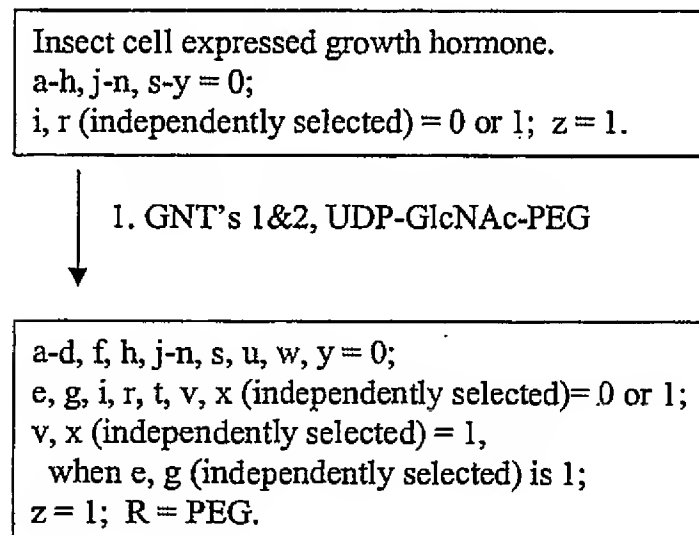 Insect cell expressed growth hormone.
a-h, j-n, s-y = 0;
i, r (independently selected) = 0 or 1; z = 1.
1. GNT's 1&2, UDP-GlcNAc-PEG
a-d, f, h, j-n, s, u, w, y = 0;
e, g, i, r, t, v, x (independently selected)= 0 or 1;
v, x (independently selected) = 1,
when e, g (independently selected) is 1;
z = 1; R = PEG.